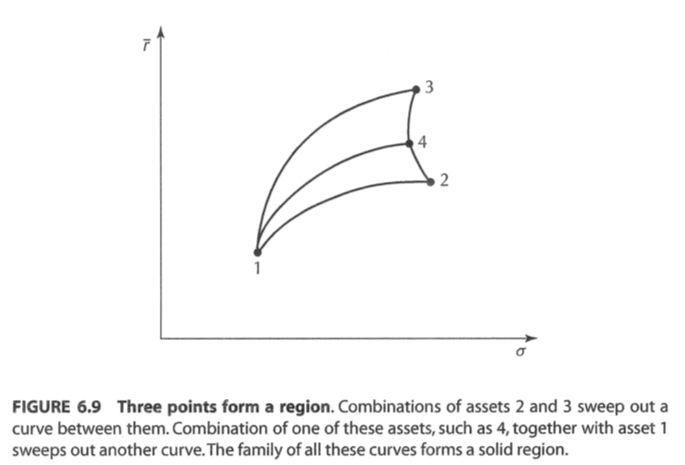 r̄
3
4
2
1
σ
FIGURE 6.9 Three points form a region. Combinations of assets 2 and 3 sweep out a
curve between them. Combination of one of these assets, such as 4, together with asset 1
sweeps out another curve. The family of all these curves forms a solid region.